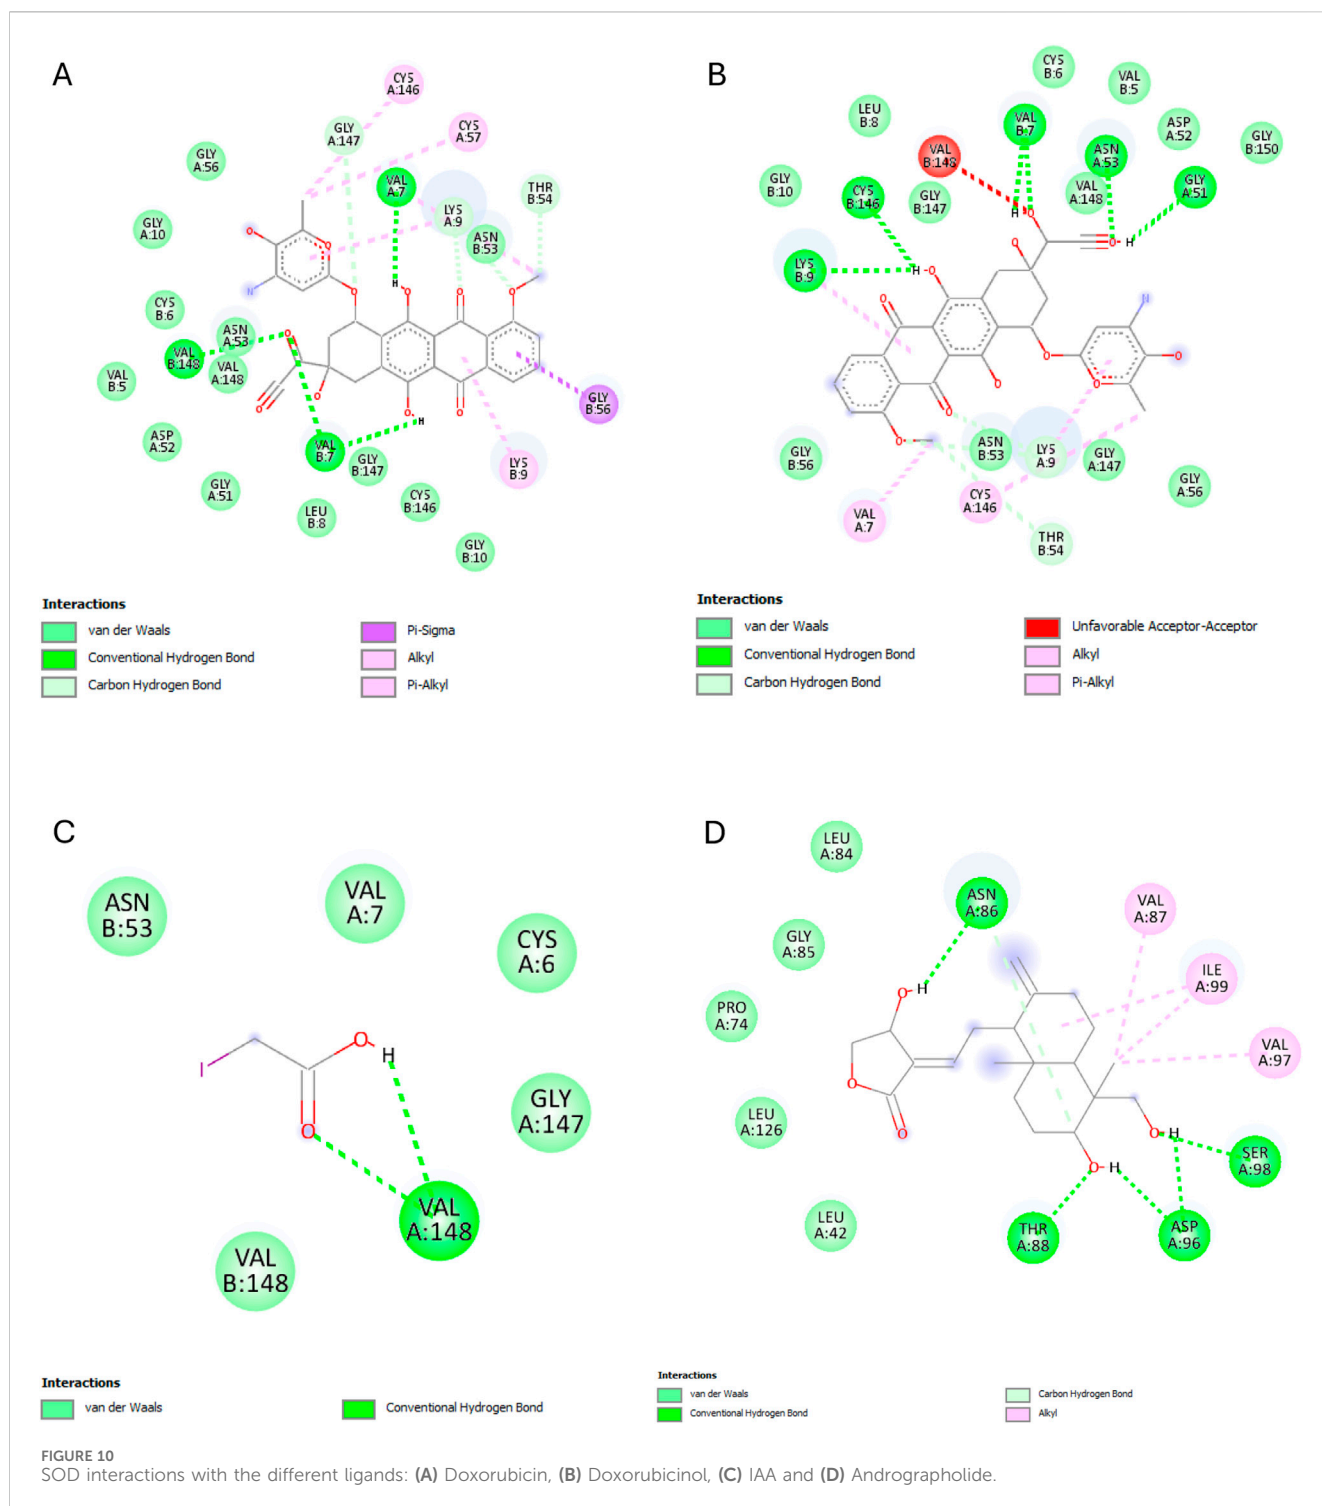 A
CYS
A:146
GLY
A:147
CYS
A:57
GLY
A:56
VAL
A:7
LYS
A:9
THR
B:54
GLY
A:10
ASN
B:53
O
O
N
H
O
O
O
O
CYS
B:6
ASN
A:53
VAL
B:148
VAL
A:148
VAL
B:5
O
O
O
O
O
H
GLY
B:56
ASP
A:52
VAL
B:7
GLY
B:147
LYS
B:9
GLY
A:51
LEU
B:8
CYS
B:146
GLY
B:10
Interactions
van der Waals
Conventional Hydrogen Bond
Carbon Hydrogen Bond
Pi-Sigma
Alkyl
Pi-Alkyl
B
CYS
B:6
VAL
B:5
LEU
B:8
VAL
B:7
ASP
A:52
GLY
B:150
VAL
B:148
ASN
A:53
GLY
B:10
CYS
B:146
GLY
B:147
VAL
A:148
GLY
A:51
H
O
O
O
H
LYS
B:9
H
O
O
N
O
O
O
O
O
O
GLY
B:56
ASN
B:53
LYS
A:9
GLY
A:147
GLY
A:56
VAL
A:7
CYS
A:146
THR
B:54
Interactions
van der Waals
Conventional Hydrogen Bond
Carbon Hydrogen Bond
Unfavorable Acceptor-Acceptor
Alkyl
Pi-Alkyl
C
ASN
B:53
VAL
A:7
CYS
A:6
O
H
I
O
GLY
A:147
VAL
A:148
VAL
B:148
Interactions
van der Waals
Conventional Hydrogen Bond
D
LEU
A:84
ASN
A:86
VAL
A:87
GLY
A:85
ILE
A:99
PRO
A:74
O
H
VAL
A:97
O
O
LEU
A:126
O
H
SER
A:98
O
H
LEU
A:42
THR
A:88
ASP
A:96
Interactions
van der Waals
Conventional Hydrogen Bond
Carbon Hydrogen Bond
Alkyl
FIGURE 10
SOD interactions with the different ligands: (A) Doxorubicin, (B) Doxorubicinol, (C) IAA and (D) Andrographolide.